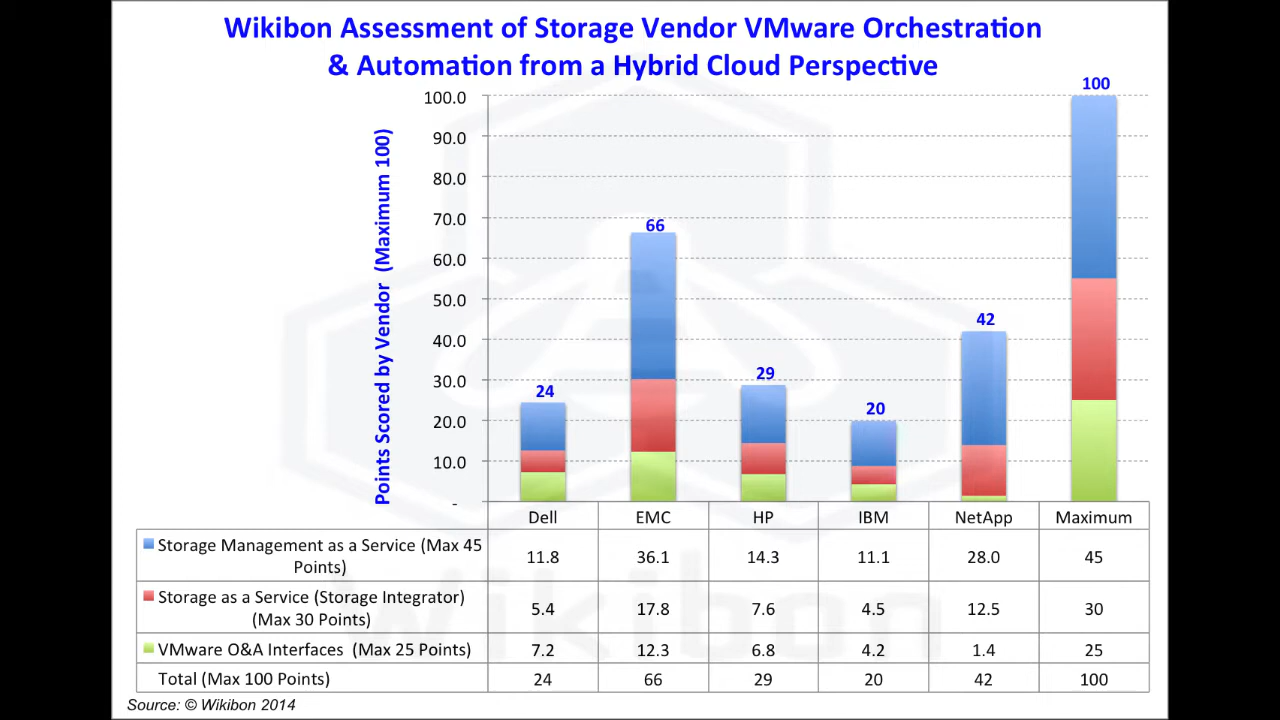 Wikibon Assessment of Storage Vendor VMware Orchestration
& Automation from a Hybrid Cloud Perspective
Points Scored by Vendor (Maximum 100)
100.0
90.0
80.0
70.0
60.0
50.0
40.0
30.0
20.0
10.0
-
24
66
29
20
42
100
Dell EMC HP IBM NetApp Maximum
Storage Management as a Service (Max 45
Points)
11.8 36.1 14.3 11.1 28.0 45
Storage as a Service (Storage Integrator)
(Max 30 Points)
5.4 17.8 7.6 4.5 12.5 30
VMware O&A Interfaces (Max 25 Points) 7.2 12.3 6.8 4.2 1.4 25
Total (Max 100 Points) 24 66 29 20 42 100
Source: © Wikibon 2014
Wikibon